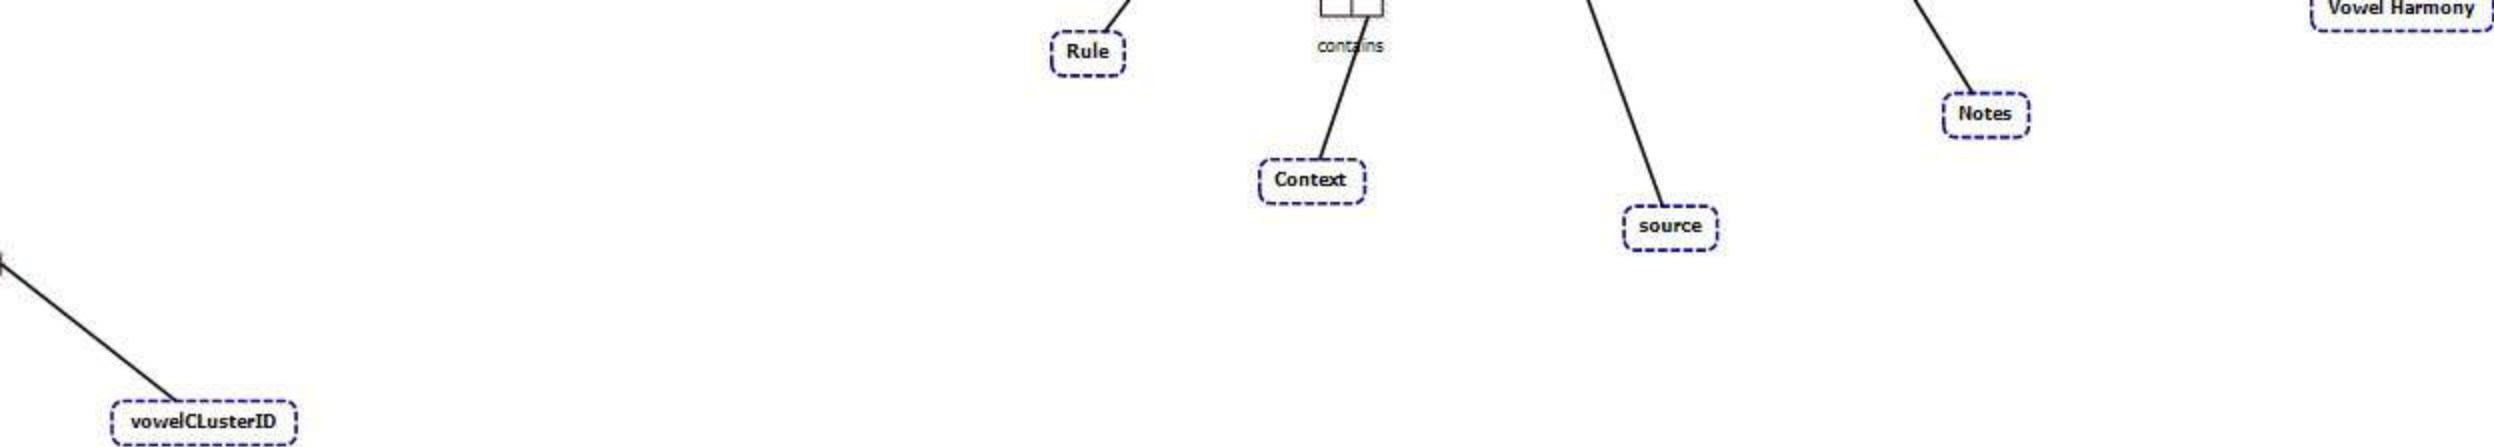 Vowel Harmony
Rule
contains
Notes
Context
source
vowelCLusterID